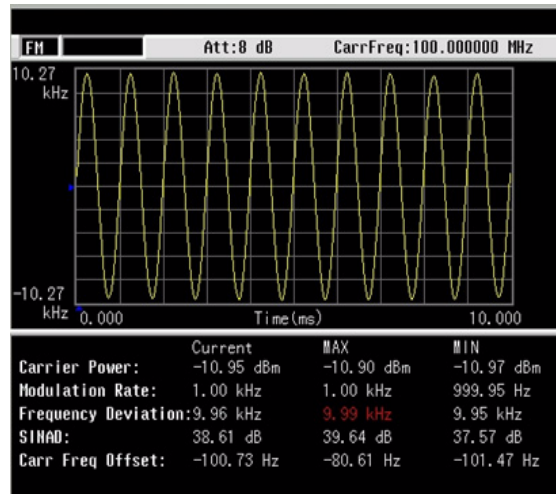 FM Att:8 dB CarrFreq:100.000000 MHz
10.27
kHz
-10.27
kHz
0.000 Time(ms) 10.000
Current MAX MIN
Carrier Power: -10.95 dBm -10.90 dBm -10.97 dBm
Modulation Rate: 1.00 kHz 1.00 kHz 999.95 Hz
Frequency Deviation:9.96 kHz 9.99 kHz 9.95 kHz
SINAD: 38.61 dB 39.64 dB 37.57 dB
Carr Freq Offset: -100.73 Hz -80.61 Hz -101.47 Hz